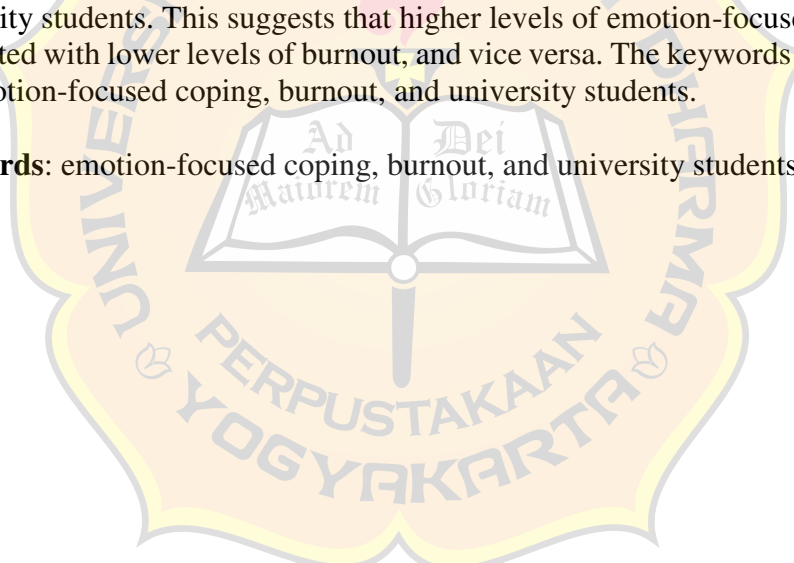 ity students. This suggests that higher levels of emotion-focuse
ted with lower levels of burnout, and vice versa. The keywords
otion-focused coping, burnout, and university students.
rds: emotion-focused coping, burnout, and university students
Ad Dei
Maiorem Gloriam
PERPUSTAKAAN
YOGYAKARTA